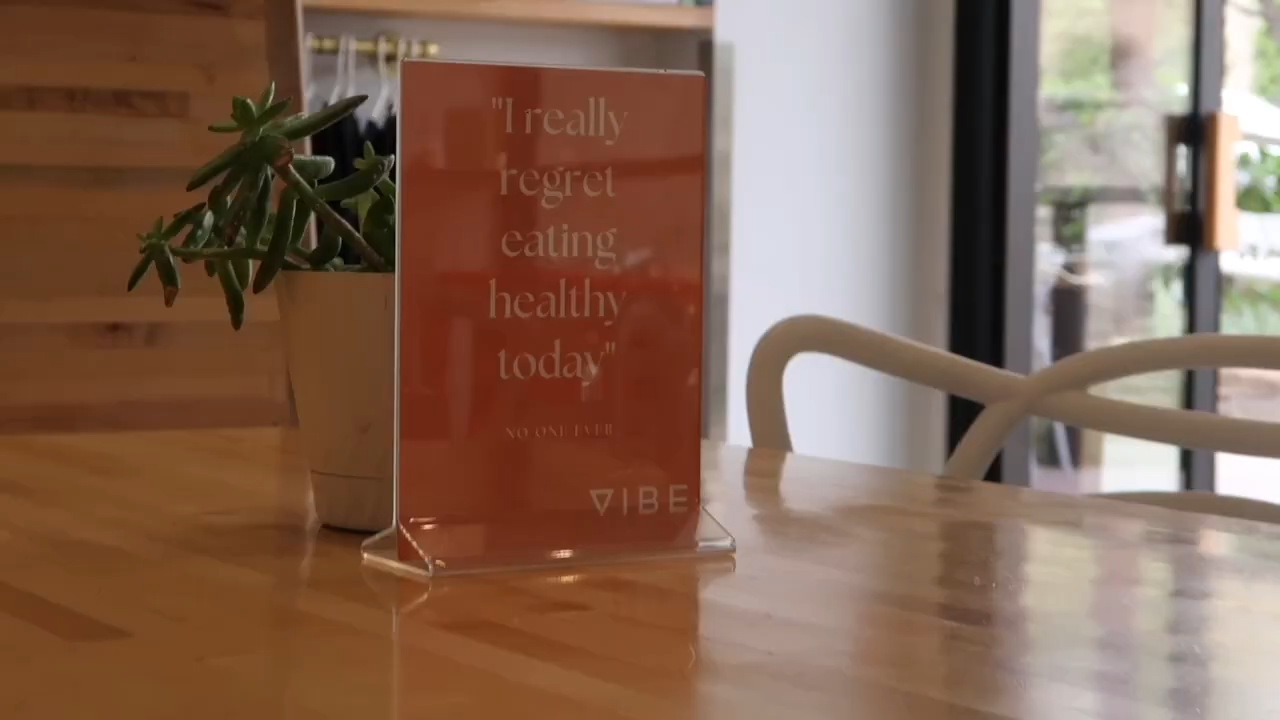 "I really
regret
eating
healthy
today"
NO ONE EVER
VIBE